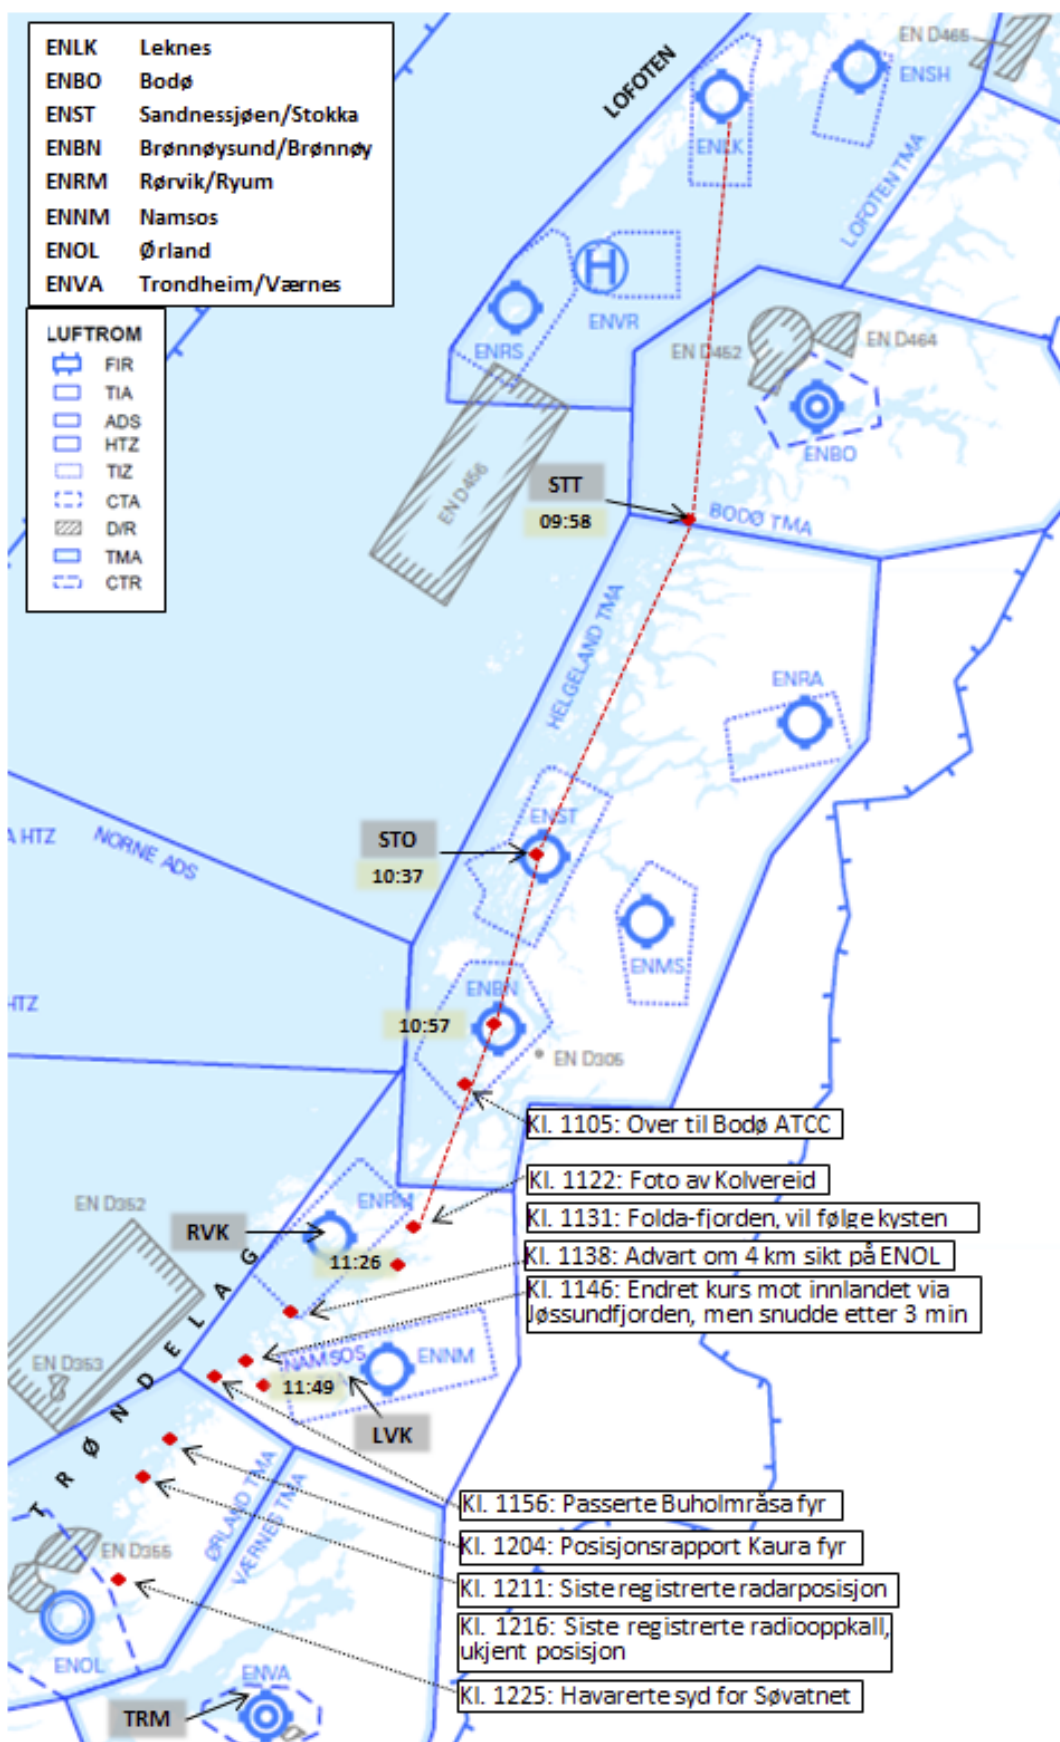 ENLK Leknes
ENBO Bodø
ENST Sandnessjøen/Stokka
ENBN Brønnøysund/Brønnøy
ENRM Rørvik/Ryum
ENNM Namsos
ENOL Ørland
ENVA Trondheim/Værnes
LUFTROM
FIR
TIA
ADS
HTZ
TIZ
CTA
D/R
TMA
CTR
LOFOTEN
EN D465
ENSH
ENLK
LOFOTEN TMA
ENVR
ENRS
EN D452
EN D464
ENBO
EN D456
STT
09:58
BODØ TMA
HELGELAND TMA
ENRA
ENST
STO
10:37
A HTZ
NORNE ADS
ENMS
HTZ
ENBN
10:57
EN D305
Kl. 1105: Over til Bodø ATCC
Kl. 1122: Foto av Kolvereid
Kl. 1131: Folda-fjorden, vil følge kysten
Kl. 1138: Advart om 4 km sikt på ENOL
Kl. 1146: Endret kurs mot innlandet via
Jøssundfjorden, men snudde etter 3 min
EN D352
ENRM
RVK
11:26
TRØNDELAG
EN D353
NAMSOS
ENNM
11:49
LVK
Kl. 1156: Passerte Buholmråsa fyr
Kl. 1204: Posisjonsrapport Kaura fyr
Kl. 1211: Siste registrerte radarposisjon
Kl. 1216: Siste registrerte radiooppkall,
ukjent posisjon
Kl. 1225: Havarerte syd for Søvatnet
ØRLAND TMA
VÆRNES TMA
EN D355
ENOL
ENVA
TRM